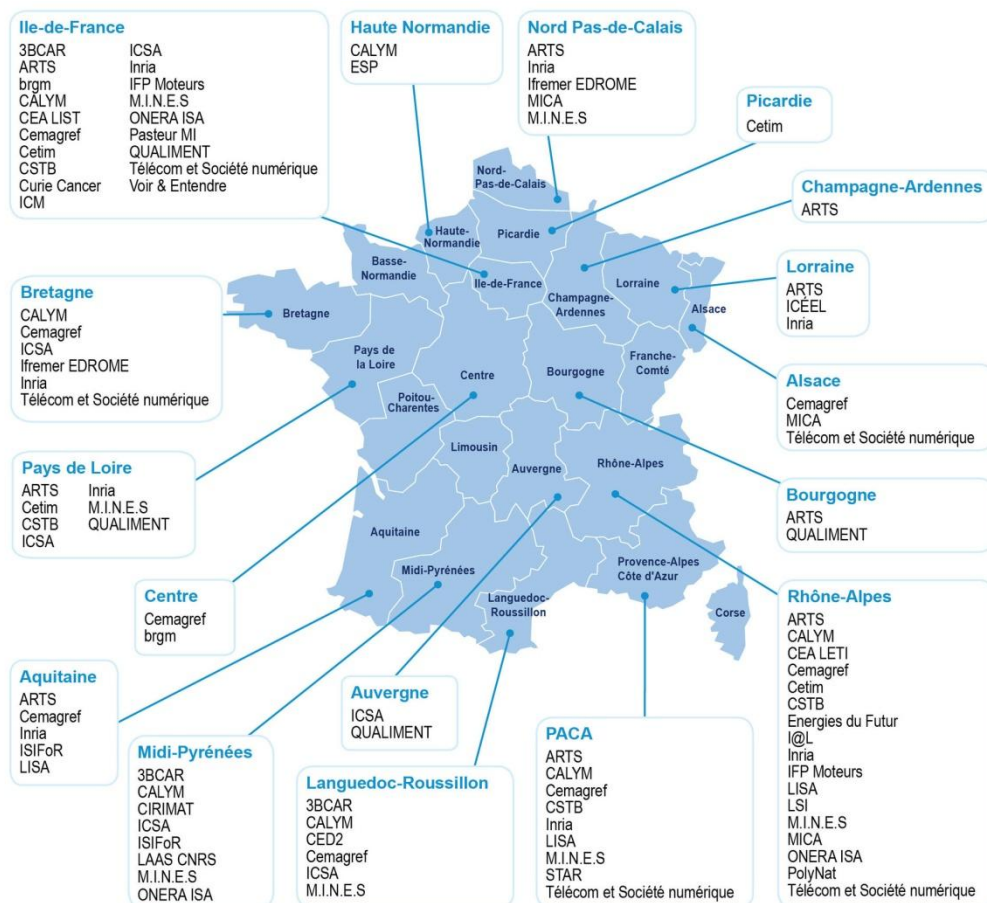 Ile-de-France
3BCAR
ARTS
brgm
CALYM
CEA LIST
Cemagref
Cetim
CSTB
Curie Cancer
ICM
ICSA
Inria
IFP Moteurs
M.I.N.E.S
ONERA ISA
Pasteur MI
QUALIMENT
Télécom et Société numérique
Voir & Entendre
Haute Normandie
CALYM
ESP
Nord Pas-de-Calais
ARTS
Inria
Ifremer EDROME
MICA
M.I.N.E.S
Picardie
Cetim
Champagne-Ardennes
ARTS
Lorraine
ARTS
ICÉEL
Inria
Alsace
Cemagref
MICA
Télécom et Société numérique
Bourgogne
ARTS
QUALIMENT
Bretagne
CALYM
Cemagref
ICSA
Ifremer EDROME
Inria
Télécom et Société numérique
Pays de Loire
ARTS
Cetim
CSTB
ICSA
Inria
M.I.N.E.S
QUALIMENT
Centre
Cemagref
brgm
Aquitaine
ARTS
Cemagref
Inria
ISIFoR
LISA
Midi-Pyrénées
3BCAR
CALYM
CIRIMAT
ICSA
ISIFoR
LAAS CNRS
M.I.N.E.S
ONERA ISA
Auvergne
ICSA
QUALIMENT
Languedoc-Roussillon
3BCAR
CALYM
CED2
Cemagref
ICSA
M.I.N.E.S
PACA
ARTS
CALYM
Cemagref
CSTB
Inria
LISA
M.I.N.E.S
STAR
Télécom et Société numérique
Rhône-Alpes
ARTS
CALYM
CEA LETI
Cemagref
Cetim
CSTB
Energies du Futur
I@L
Inria
IFP Moteurs
LISA
LSI
M.I.N.E.S
MICA
ONERA ISA
PolyNat
Télécom et Société numérique
Nord-
Pas-de-Calais
Haute-
Normandie
Picardie
Basse-
Normandie
Ile-de-France
Champagne-
Ardennes
Lorraine
Alsace
Bretagne
Pays de
la Loire
Centre
Bourgogne
Franche-
Comté
Poitou-
Charentes
Limousin
Auvergne
Rhône-Alpes
Aquitaine
Midi-Pyrénées
Languedoc-
Roussillon
Provence-Alpes
Côte d'Azur
Corse